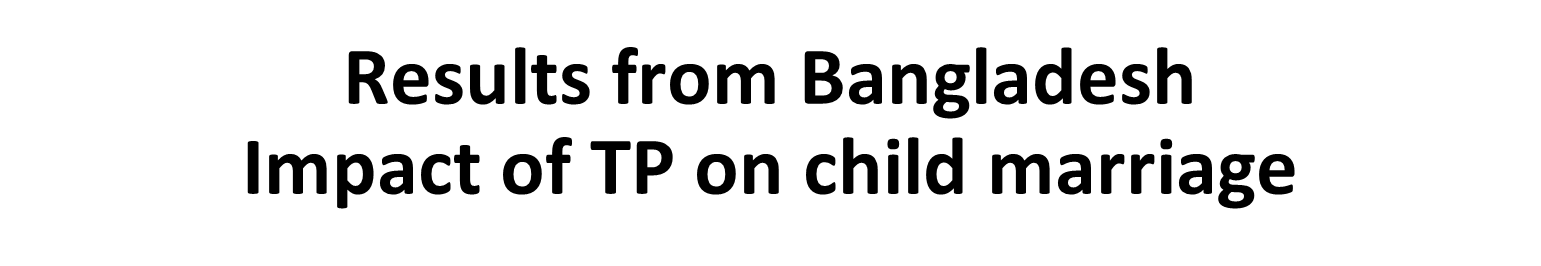 Results from Bangladesh
Impact of TP on child marriage